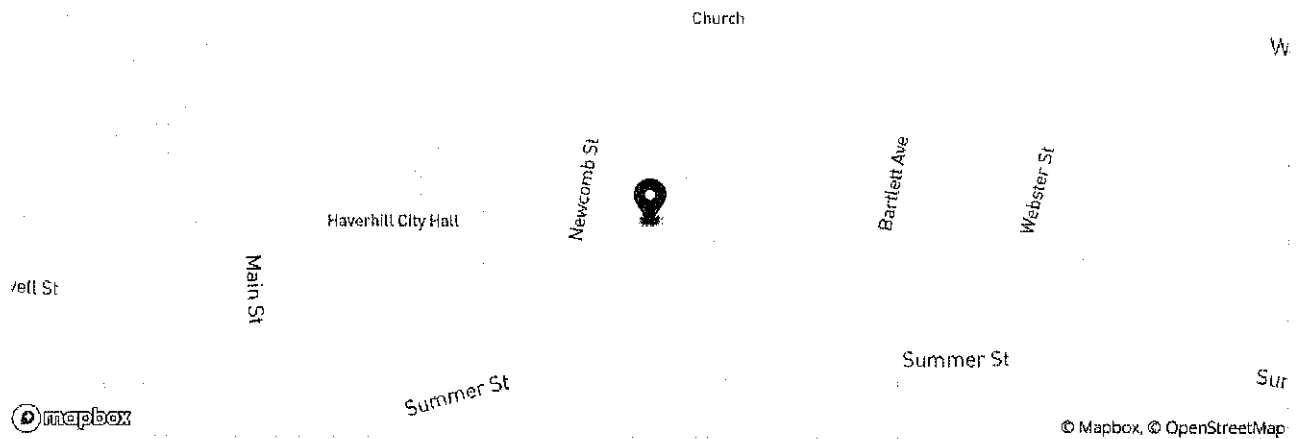 Church
Newcomb St
Bartlett Ave
Webster St
Haverhill City Hall
Main St
Summer St
Summer St
mapbox
© Mapbox, © OpenStreetMap